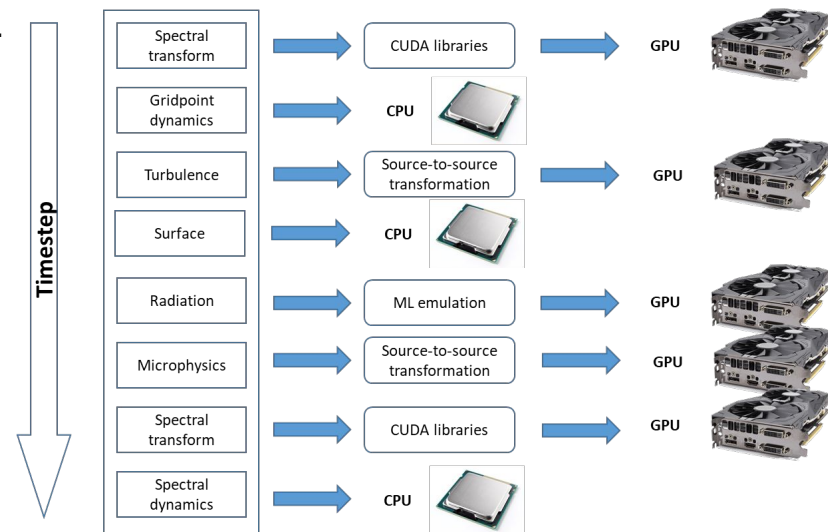 Timestep
Spectral
transform
CUDA libraries
GPU
Gridpoint
dynamics
CPU
Turbulence
Source-to-source
transformation
GPU
Surface
CPU
Radiation
ML emulation
GPU
Microphysics
Source-to-source
transformation
GPU
Spectral
transform
CUDA libraries
GPU
Spectral
dynamics
CPU